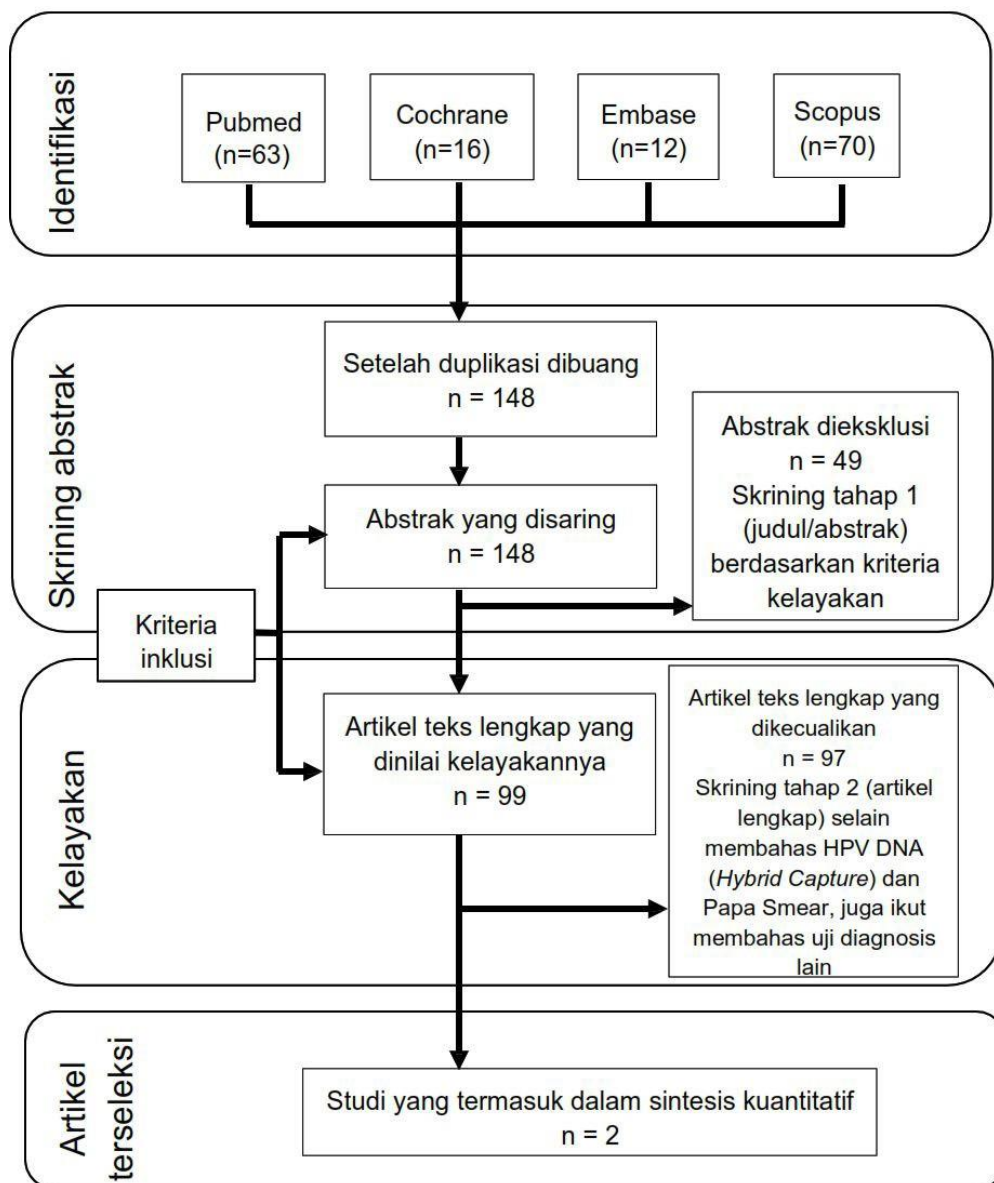 Identifikasi
Pubmed
(n=63)
Cochrane
(n=16)
Embase
(n=12)
Scopus
(n=70)
Skrining abstrak
Setelah duplikasi dibuang
n = 148
Abstrak yang disaring
n = 148
Abstrak dieksklusi
n = 49
Skrining tahap 1
(judul/abstrak)
berdasarkan kriteria
kelayakan
Kriteria
inklusi
Kelayakan
Artikel teks lengkap yang
dinilai kelayakannya
n = 99
Artikel teks lengkap yang
dikecualikan
n = 97
Skrining tahap 2 (artikel
lengkap) selain
membahas HPV DNA
(Hybrid Capture) dan
Papa Smear, juga ikut
membahas uji diagnosis
lain
Artikel
terseleksi
Studi yang termasuk dalam sintesis kuantitatif
n = 2